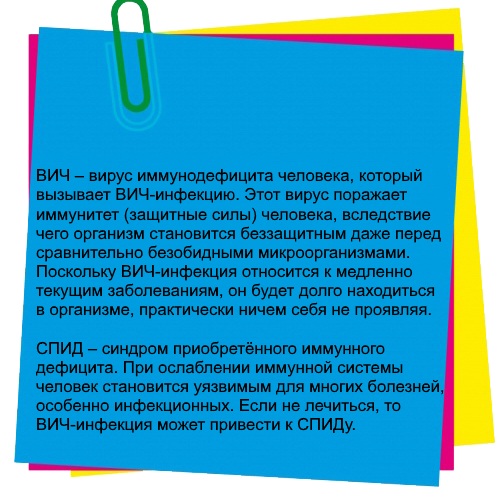 ВИЧ – вирус иммунодефицита человека, который
вызывает ВИЧ-инфекцию. Этот вирус поражает
иммунитет (защитные силы) человека, вследствие
чего организм становится беззащитным даже перед
сравнительно безобидными микроорганизмами.
Поскольку ВИЧ-инфекция относится к медленно
текущим заболеваниям, он будет долго находиться
в организме, практически ничем себя не проявляя.
СПИД – синдром приобретённого иммунного
дефицита. При ослаблении иммунной системы
человек становится уязвимым для многих болезней,
особенно инфекционных. Если не лечиться, то
ВИЧ-инфекция может привести к СПИДу.